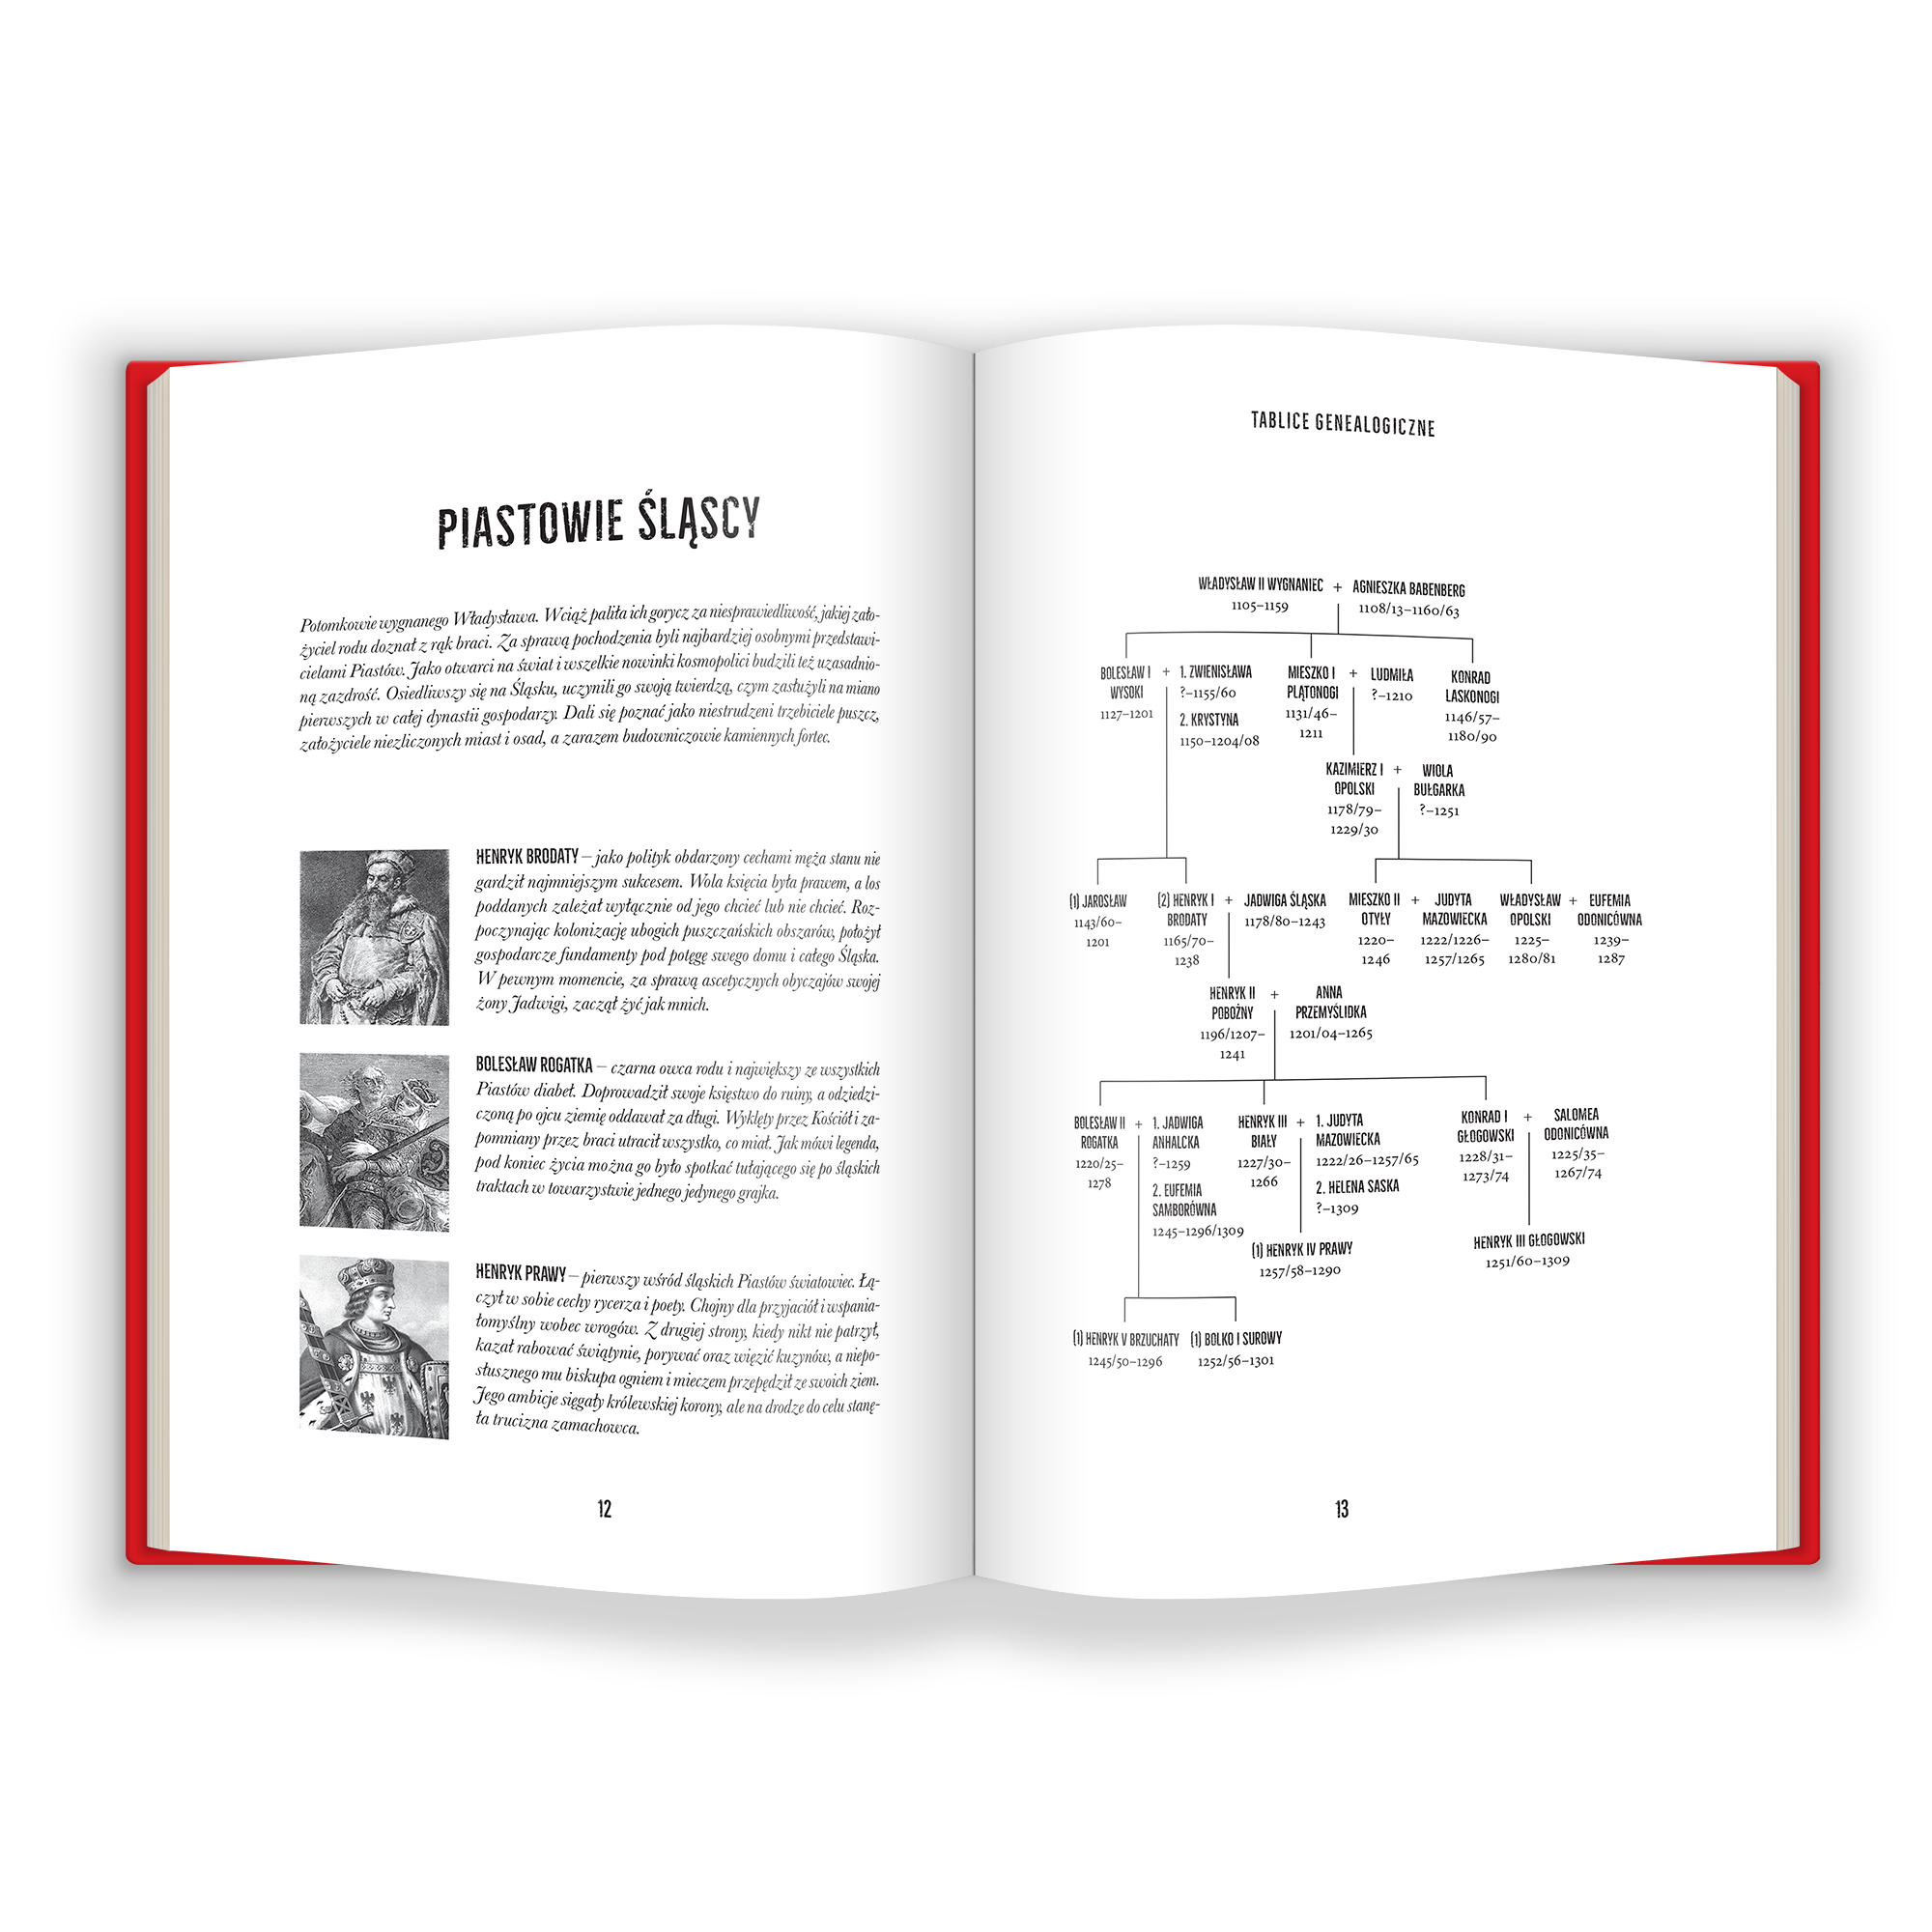 PIASTOWIE ŚLĄSCY
Potomkowie wygnanego Władysława. Wciąż paliła ich gorycz za niesprawiedliwość, jakiej zało-
życiel rodu doznał z rąk braci. Za sprawą pochodzenia byli najbardziej osobnymi przedstawi-
cielami Piastów. Jako otwarci na świat i wszelkie nowinki kosmopolici budzili też uzasadnio-
ną zazdrość. Osiedliwszy się na Śląsku, uczynili go swoją twierdzą, czym zasłużyli na miano
pierwszych w całej dynastii gospodarzy. Dali się poznać jako niestrudzeni trzebiciele puszcz,
założyciele niezliczonych miast i osad, a zarazem budowniczowie kamiennych fortec.
HENRYK BRODATY – jako polityk obdarzony cechami męża stanu nie
gardził najmniejszym sukcesem. Wola księcia była prawem, a los
poddanych zależał wyłącznie od jego chcieć lub nie chcieć. Roz-
poczynając kolonizację ubogich puszczańskich obszarów, położył
gospodarcze fundamenty pod potęgę swego domu i całego Śląska.
W pewnym momencie, za sprawą ascetycznych obyczajów swojej
żony Jadwigi, zaczął żyć jak mnich.
BOLESŁAW ROGATKA – czarna owca rodu i największy ze wszystkich
Piastów diabeł. Doprowadził swoje księstwo do ruiny, a odziedzi-
czoną po ojcu ziemię oddawał za długi. Wyklęty przez Kościół i za-
pomniany przez braci utracił wszystko, co miał. Jak mówi legenda,
pod koniec życia można go było spotkać tułającego się po śląskich
traktach w towarzystwie jednego jedynego grajka.
HENRYK PRAWY – pierwszy wśród śląskich Piastów światowiec. Łą-
czył w sobie cechy rycerza i poety. Chojny dla przyjaciół i wspania-
łomyślny wobec wrogów. Z drugiej strony, kiedy nikt nie patrzył,
kazał rabować świątynie, porywać oraz więzić kuzynów, a niepo-
słusznego mu biskupa ogniem i mieczem przepędził ze swoich ziem.
Jego ambicje sięgały królewskiej korony, ale na drodze do celu stanę-
ła trucizna zamachowca.
12
TABLICE GENEALOGICZNE
WŁADYSŁAW II WYGNANIEC + AGNIESZKA BABENBERG
1105–1159 1108/13–1160/63
BOLESŁAW I + 1. ZWIENISŁAWA MIESZKO I + LUDMIŁA KONRAD
WYSOKI ?–1155/60 PLĄTONOGI ?–1210 LASKONOGI
1127–1201 2. KRYSTYNA 1131/46– 1146/57–
1150–1204/08 1211 1180/90
KAZIMIERZ I + WIOLA
OPOLSKI BUŁGARKA
1178/79– ?–1251
1229/30
(1) JAROSŁAW (2) HENRYK I + JADWIGA ŚLĄSKA MIESZKO II + JUDYTA WŁADYSŁAW + EUFEMIA
1143/60– BRODATY 1178/80–1243 OTYŁY MAZOWIECKA OPOLSKI ODONICÓWNA
1201 1165/70– 1220– 1222/1226– 1225– 1239–
1238 1246 1257/1265 1280/81 1287
HENRYK II + ANNA
POBOŻNY PRZEMYŚLIDKA
1196/1207– 1201/04–1265
1241
BOLESŁAW II + 1. JADWIGA HENRYK III + 1. JUDYTA KONRAD I + SALOMEA
ROGATKA ANHALCKA BIAŁY MAZOWIECKA GŁOGOWSKI ODONICÓWNA
1220/25– ?–1259 1227/30– 1222/26–1257/65 1228/31– 1225/35–
1278 2. EUFEMIA 1266 2. HELENA SASKA 1273/74 1267/74
SAMBORÓWNA ?–1309
1245–1296/1309
(1) HENRYK IV PRAWY HENRYK III GŁOGOWSKI
1257/58–1290 1251/60–1309
(1) HENRYK V BRZUCHATY (1) BOLKO I SUROWY
1245/50–1296 1252/56–1301
13